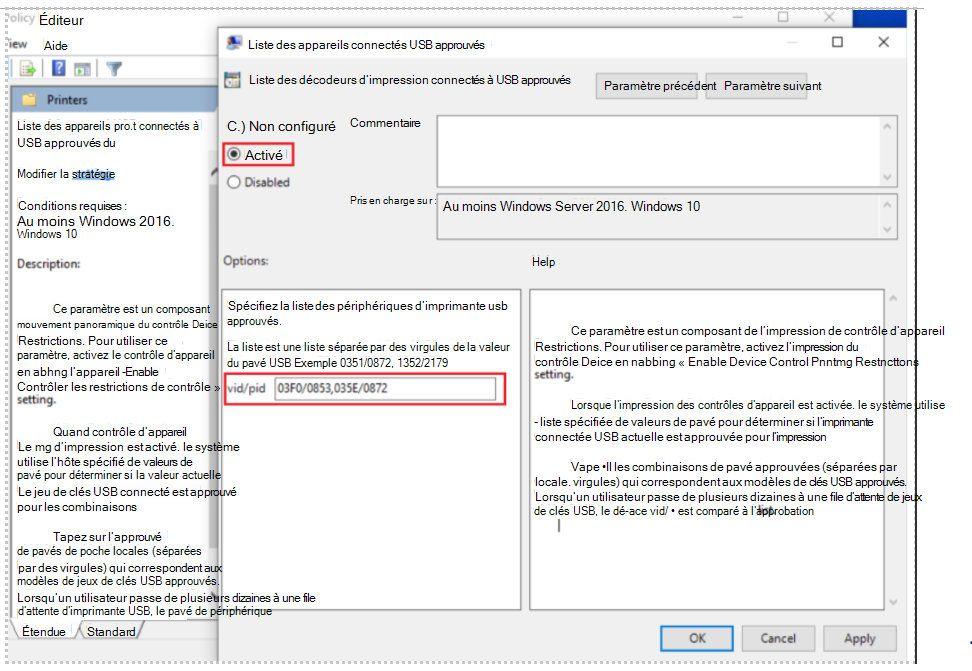 Policy Éditeur
iew Aide
Printers
Liste des appareils pro.t connectés à
USB approuvés du
Modifier la stratégie
Conditions requises :
Au moins Windows 2016.
Windows 10
Description:
Ce paramètre est un composant
mouvement panoramique du contrôle Deice
Restrictions. Pour utiliser ce
paramètre, activez le contrôle d'appareil
en abhng l'appareil -Enable
Contrôler les restrictions de contrôle »
setting.
Quand contrôle d'appareil
Le mg d'impression est activé. le système
utilise l'hôte spécifié de valeurs de
pavé pour déterminer si la valeur actuelle
Le jeu de clés USB connecté est approuvé
pour les combinaisons
Tapez sur l'approuvé
de pavés de poche locales (séparées
par des virgules) qui correspondent aux
modèles de jeux de clés USB approuvés.
Lorsqu'un utilisateur passe de plusieurs dizaines à une file
d'attente d'imprimante USB, le pavé de périphérique
Étendue Standard
Liste des appareils connectés USB approuvés
Liste des décodeurs d'impression connectés à USB approuvés
Paramètre précédent Paramètre suivant
C.) Non configuré
Activé
Disabled
Commentaire
Pris en charge sur :
Au moins Windows Server 2016. Windows 10
Options:
Help
Spécifiez la liste des périphériques d'imprimante usb
approuvés.
La liste est une liste séparée par des virgules de la valeur
du pavé USB Exemple 0351/0872, 1352/2179
vid/pid 03F0/0853,035E/0872
Ce paramètre est un composant de l'impression de contrôle d'appareil
Restrictions. Pour utiliser ce paramètre, activez l'impression du
contrôle Deice en nabbing « Enable Device Control Pnntmg Restrcttons
setting.
Lorsque l'impression des contrôles d'appareil est activée. le système utilise
- liste spécifiée de valeurs de pavé pour déterminer si l'imprimante
connectée USB actuelle est approuvée pour l'impression
Vape •II les combinaisons de pavé approuvées (séparées par
locale. virgules) qui correspondent aux modèles de clés USB approuvés.
Lorsqu'un utilisateur passe de plusieurs dizaines à une file d'attente de jeux
de clés USB, le dé-ace vid/ • est comparé à l'approbation
OK Cancel Apply